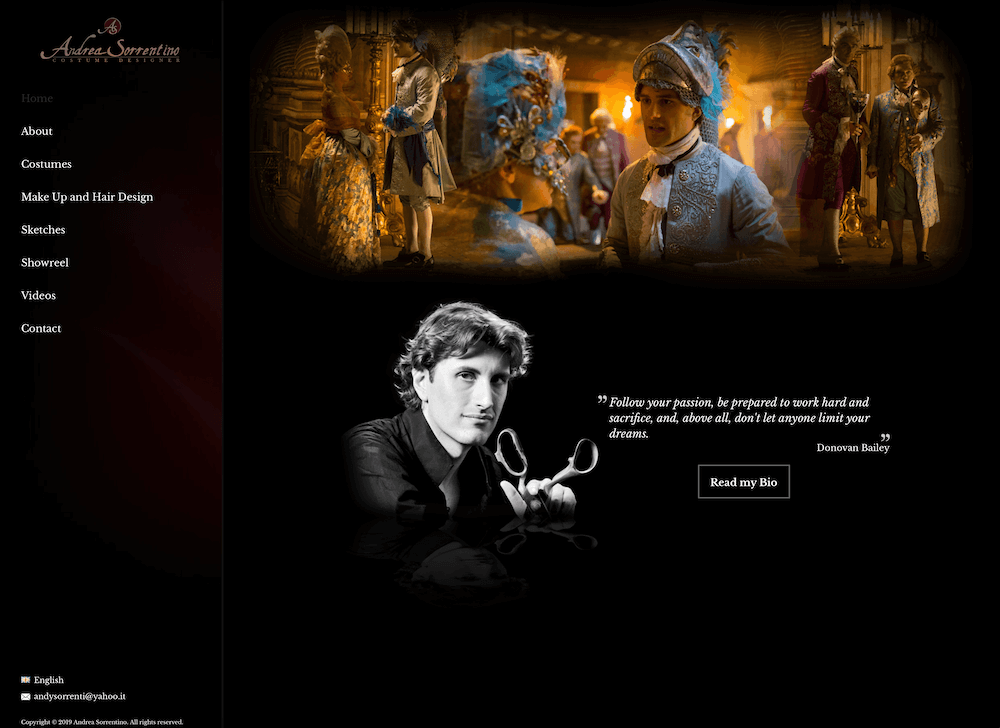 Andrea Sorrentino
COSTUME DESIGNER
Home
About
Costumes
Make Up and Hair Design
Sketches
Showreel
Videos
Contact
” Follow your passion, be prepared to work hard and
sacrifice, and, above all, don't let anyone limit your
dreams.
”
Donovan Bailey
Read my Bio
English
andysorrenti@yahoo.it
Copyright © 2019 Andrea Sorrentino. All rights reserved.